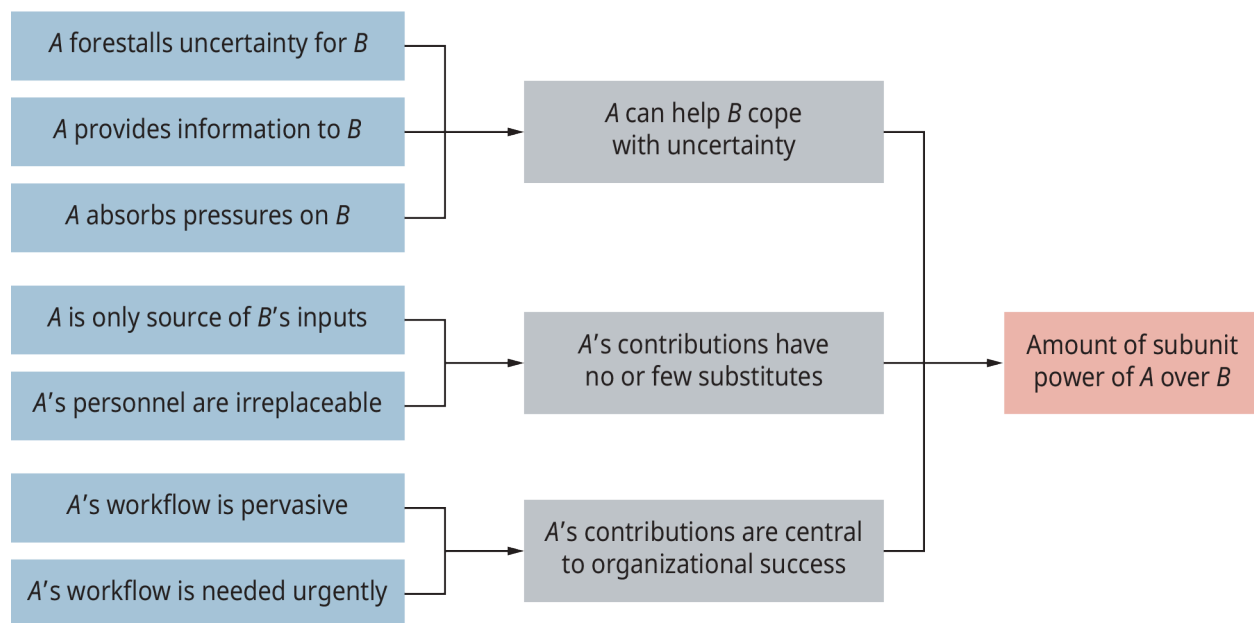 A forestalls uncertainty for B
A provides information to B
A absorbs pressures on B
A is only source of B’s inputs
A’s personnel are irreplaceable
A’s workflow is pervasive
A’s workflow is needed urgently
A can help B cope
with uncertainty
A’s contributions have
no or few substitutes
A’s contributions are central
to organizational success
Amount of subunit
power of A over B